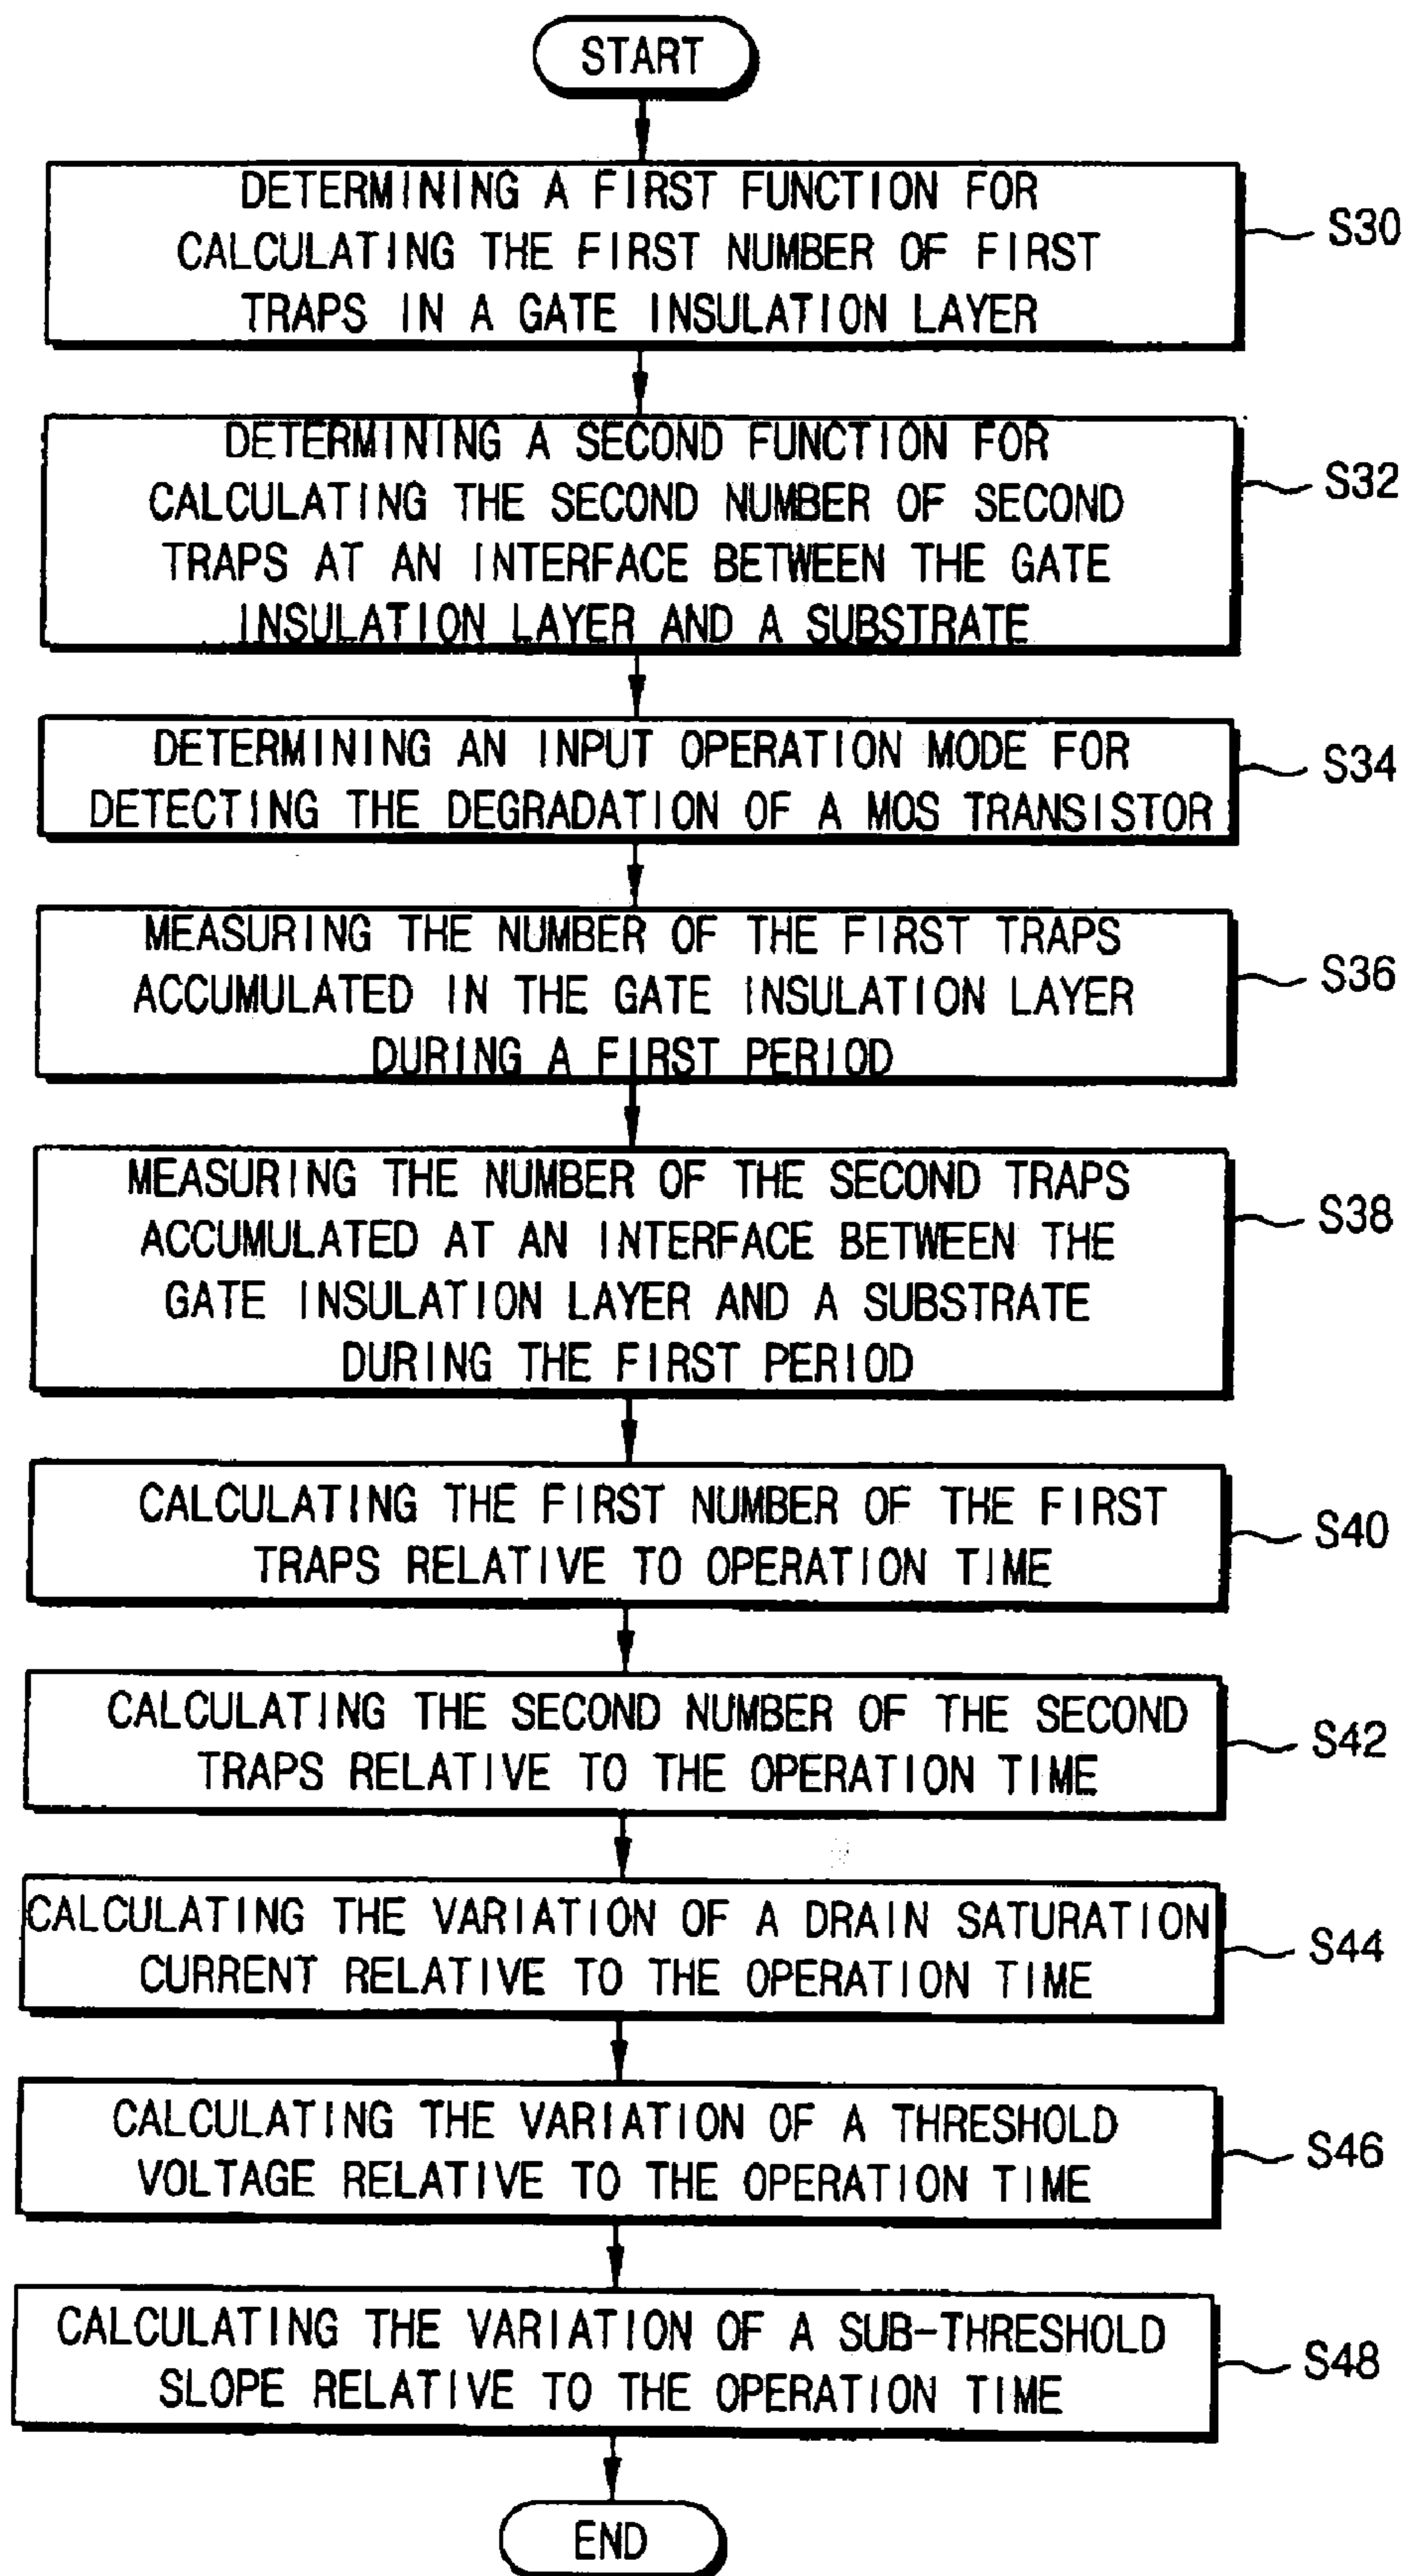 START
DETERMINING A FIRST FUNCTION FOR
CALCULATING THE FIRST NUMBER OF FIRST
TRAPS IN A GATE INSULATION LAYER
S30
DETERMINING A SECOND FUNCTION FOR
CALCULATING THE SECOND NUMBER OF SECOND
TRAPS AT AN INTERFACE BETWEEN THE GATE
INSULATION LAYER AND A SUBSTRATE
S32
DETERMINING AN INPUT OPERATION MODE FOR
DETECTING THE DEGRADATION OF A MOS TRANSISTOR
S34
MEASURING THE NUMBER OF THE FIRST TRAPS
ACCUMULATED IN THE GATE INSULATION LAYER
DURING A FIRST PERIOD
S36
MEASURING THE NUMBER OF THE SECOND TRAPS
ACCUMULATED AT AN INTERFACE BETWEEN THE
GATE INSULATION LAYER AND A SUBSTRATE
DURING THE FIRST PERIOD
S38
CALCULATING THE FIRST NUMBER OF THE FIRST
TRAPS RELATIVE TO OPERATION TIME
S40
CALCULATING THE SECOND NUMBER OF THE SECOND
TRAPS RELATIVE TO THE OPERATION TIME
S42
CALCULATING THE VARIATION OF A DRAIN SATURATION
CURRENT RELATIVE TO THE OPERATION TIME
S44
CALCULATING THE VARIATION OF A THRESHOLD
VOLTAGE RELATIVE TO THE OPERATION TIME
S46
CALCULATING THE VARIATION OF A SUB-THRESHOLD
SLOPE RELATIVE TO THE OPERATION TIME
S48
END